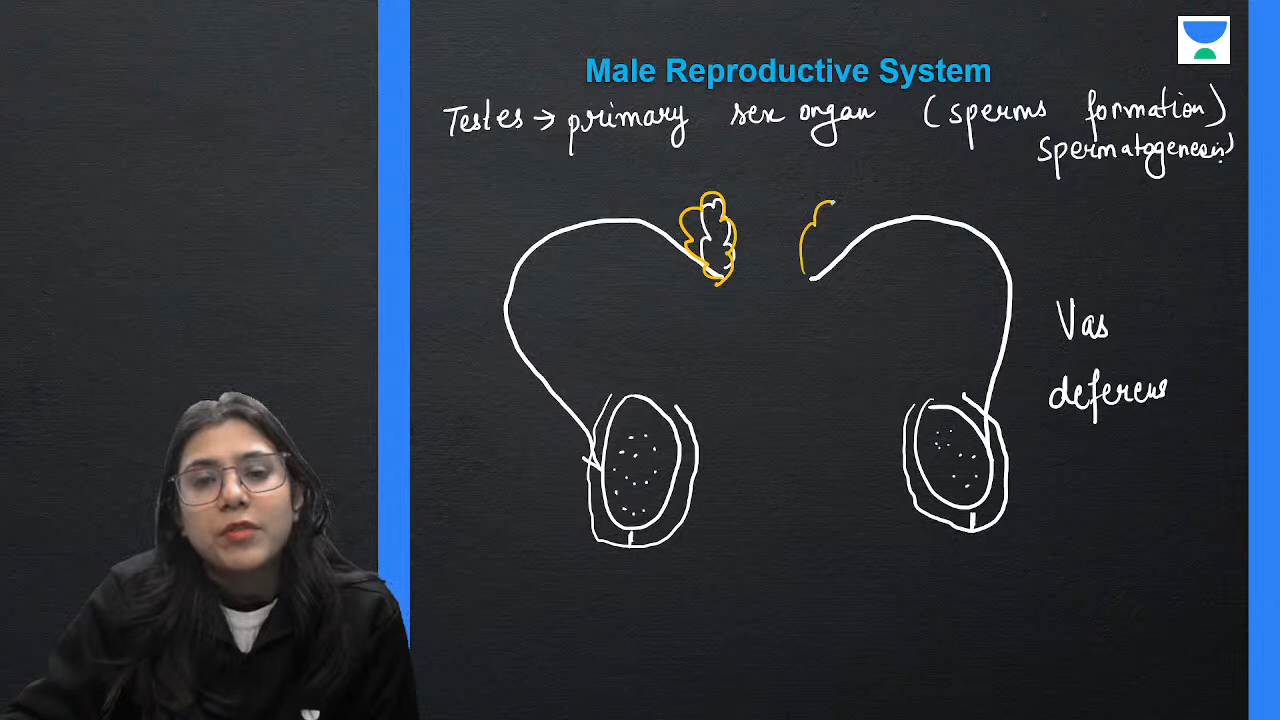 Male Reproductive System
Testes → primary sex organ (sperms formation)
spermatogenesis
Vas
deferens